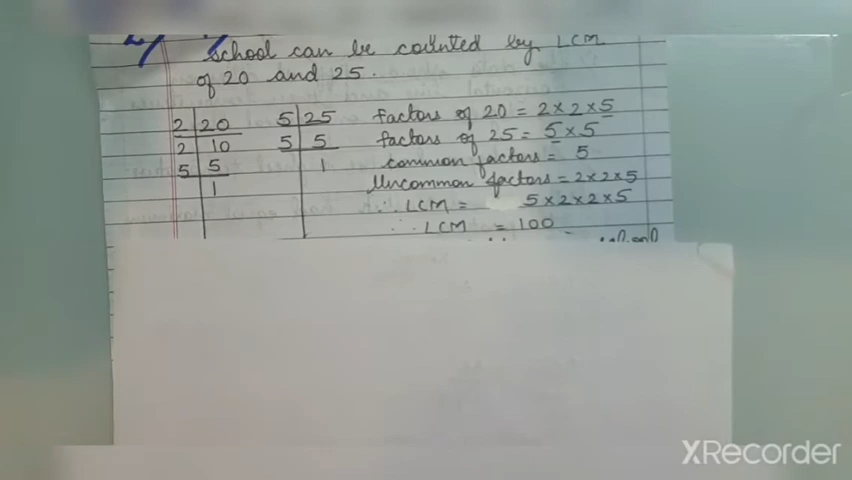 school can be counted by LCM
of 20 and 25.
2 | 20 5 | 25 factors of 20 = 2 × 2 × 5
2 | 10 5 | 5 factors of 25 = 5 × 5
5 | 5 1 common factors = 5
1 Uncommon factors = 2×2×5
∴ LCM = 5×2×2×5
∴ LCM = 100
XRecorder